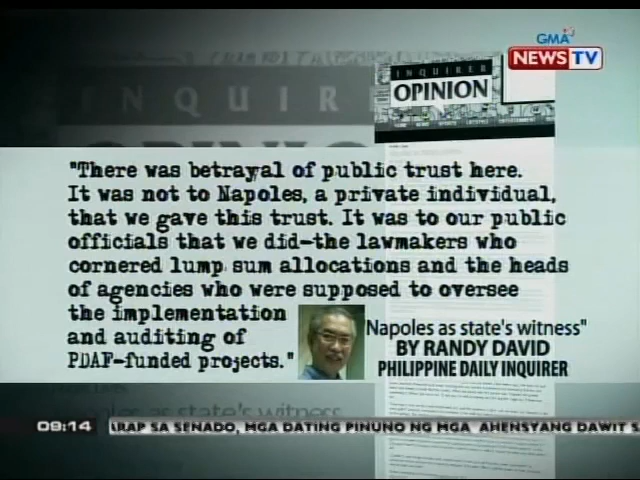 GMA
NEWS TV
INQUIRER
OPINION
INQUIRER
"There was betrayal of public trust here.
It was not to Napoles, a private individual,
that we gave this trust. It was to our public
officials that we did—the lawmakers who
cornered lump sum allocations and the heads
of agencies who were supposed to oversee
the implementation
and auditing of
PDAF-funded projects."
Napoles as state's witness"
BY RANDY DAVID
PHILIPPINE DAILY INQUIRER
as state's witness
09:14
ARAP SA SENADO, MGA DATING PINUNO NG MGA AHENSYANG DAWIT S